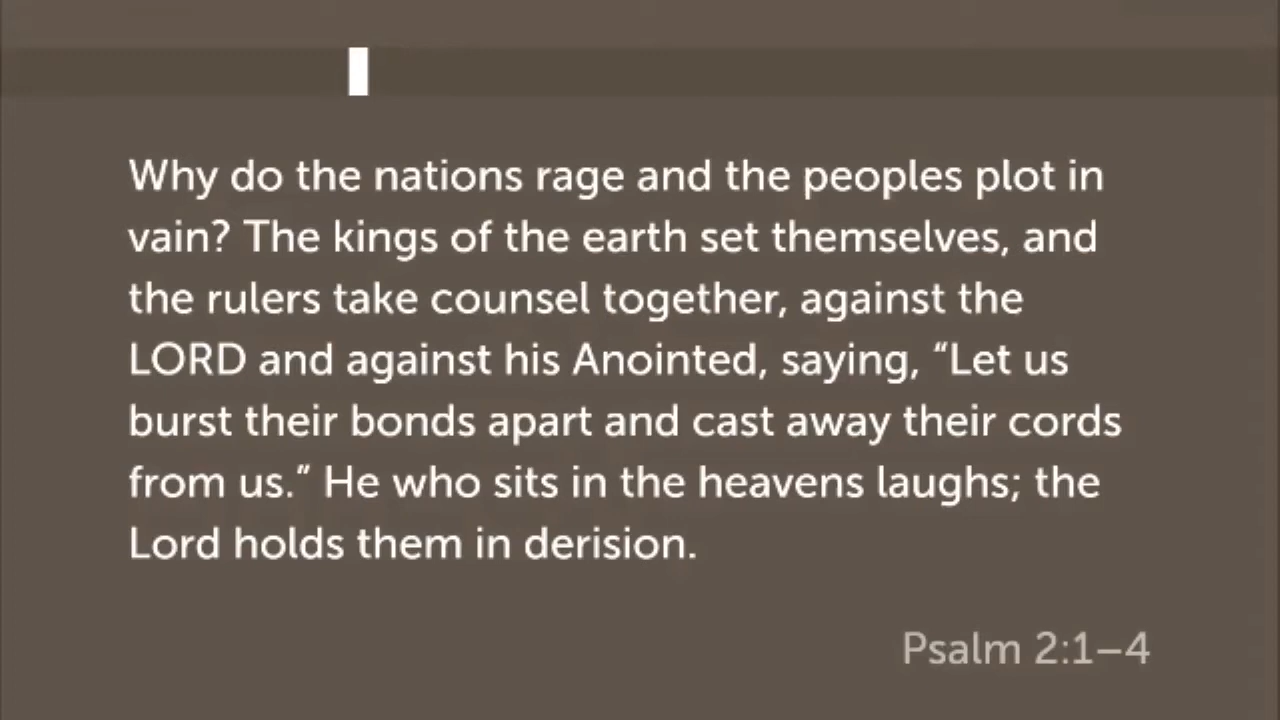 Why do the nations rage and the peoples plot in
vain? The kings of the earth set themselves, and
the rulers take counsel together, against the
LORD and against his Anointed, saying, “Let us
burst their bonds apart and cast away their cords
from us.” He who sits in the heavens laughs; the
Lord holds them in derision.
Psalm 2:1–4